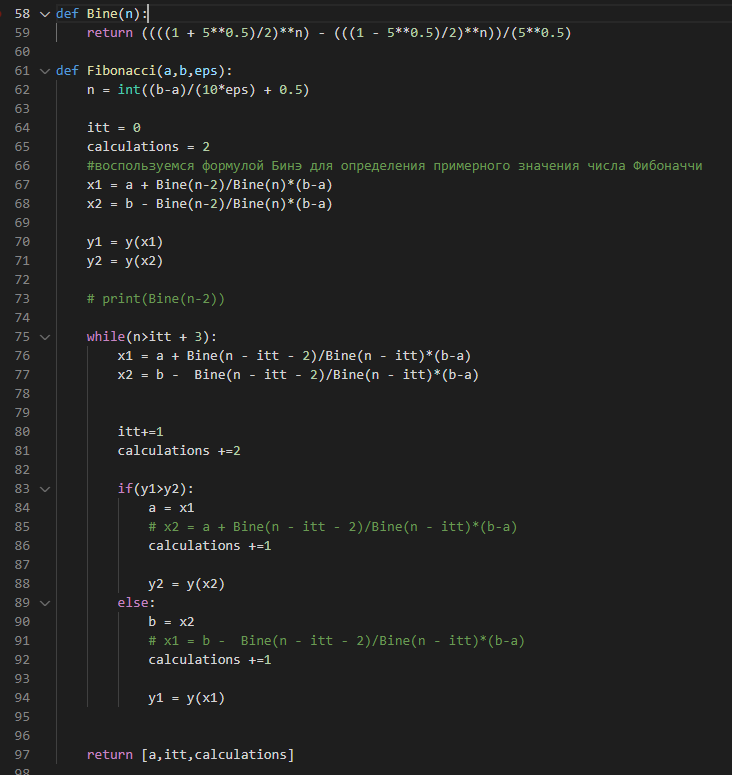 58 def Bine(n):
59 return ((((1 + 5**0.5)/2)**n) - (((1 - 5**0.5)/2)**n))/(5**0.5)
60
61 def Fibonacci(a,b,eps):
62 n = int((b-a)/(10*eps) + 0.5)
63
64 itt = 0
65 calculations = 2
66 #воспользуемся формулой Бинэ для определения примерного значения числа Фибоначчи
67 x1 = a + Bine(n-2)/Bine(n)*(b-a)
68 x2 = b - Bine(n-2)/Bine(n)*(b-a)
69
70 y1 = y(x1)
71 y2 = y(x2)
72
73 # print(Bine(n-2))
74
75 while(n>itt + 3):
76 x1 = a + Bine(n - itt - 2)/Bine(n - itt)*(b-a)
77 x2 = b -  Bine(n - itt - 2)/Bine(n - itt)*(b-a)
78
79
80 itt+=1
81 calculations +=2
82
83 if(y1>y2):
84 a = x1
85 # x2 = a + Bine(n - itt - 2)/Bine(n - itt)*(b-a)
86 calculations +=1
87
88 y2 = y(x2)
89 else:
90 b = x2
91 # x1 = b -  Bine(n - itt - 2)/Bine(n - itt)*(b-a)
92 calculations +=1
93
94 y1 = y(x1)
95
96
97 return [a,itt,calculations]
98